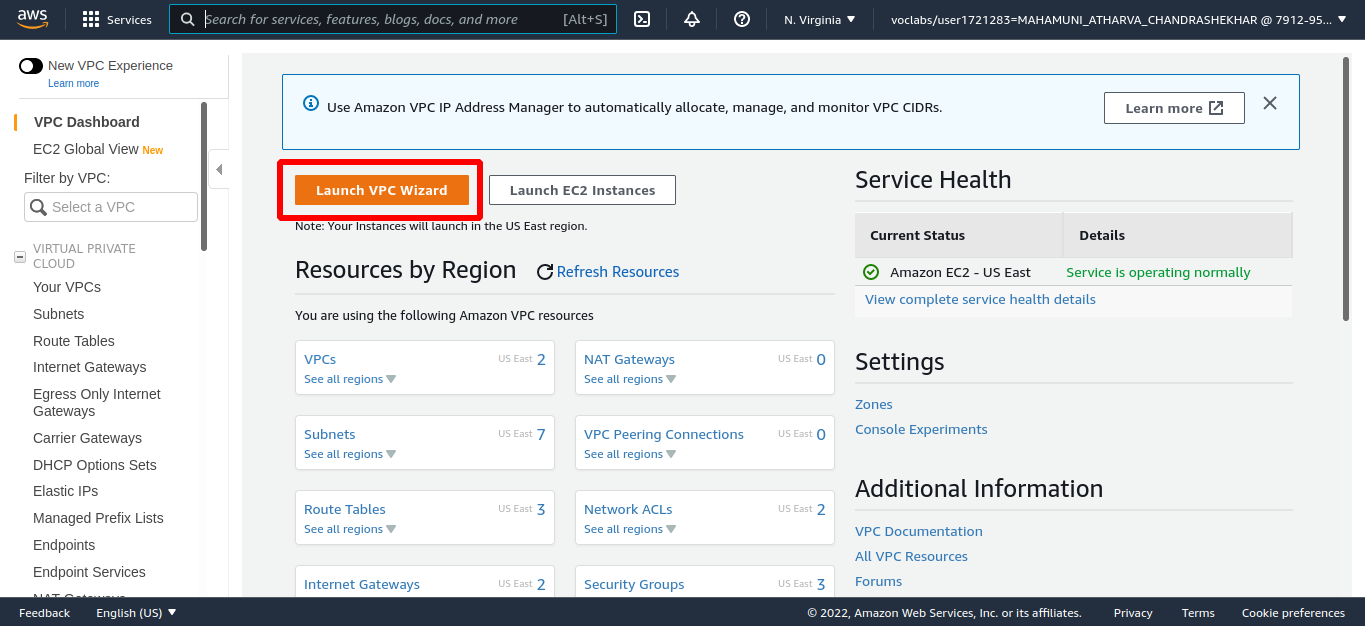 aws
Services
Search for services, features, blogs, docs, and more
[Alt+S]
N. Virginia ▼
voclabs/user1721283=MAHAMUNI_ATHARVA_CHANDRASHEKHAR @ 7912-95... ▼
New VPC Experience
Learn more
VPC Dashboard
EC2 Global View New
Filter by VPC:
Select a VPC
VIRTUAL PRIVATE
CLOUD
Your VPCs
Subnets
Route Tables
Internet Gateways
Egress Only Internet
Gateways
Carrier Gateways
DHCP Options Sets
Elastic IPs
Managed Prefix Lists
Endpoints
Endpoint Services
NAT Gateways
Use Amazon VPC IP Address Manager to automatically allocate, manage, and monitor VPC CIDRs.
Learn more
Launch VPC Wizard
Launch EC2 Instances
Note: Your Instances will launch in the US East region.
Resources by Region
Refresh Resources
You are using the following Amazon VPC resources
VPCs US East 2
See all regions ▼
NAT Gateways US East 0
See all regions ▼
Subnets US East 7
See all regions ▼
VPC Peering Connections US East 0
See all regions ▼
Route Tables US East 3
See all regions ▼
Network ACLs US East 2
See all regions ▼
Internet Gateways US East 2
Security Groups US East 3
Service Health
Current Status Details
Amazon EC2 - US East Service is operating normally
View complete service health details
Settings
Zones
Console Experiments
Additional Information
VPC Documentation
All VPC Resources
Forums
Feedback
English (US) ▼
© 2022, Amazon Web Services, Inc. or its affiliates.
Privacy
Terms
Cookie preferences